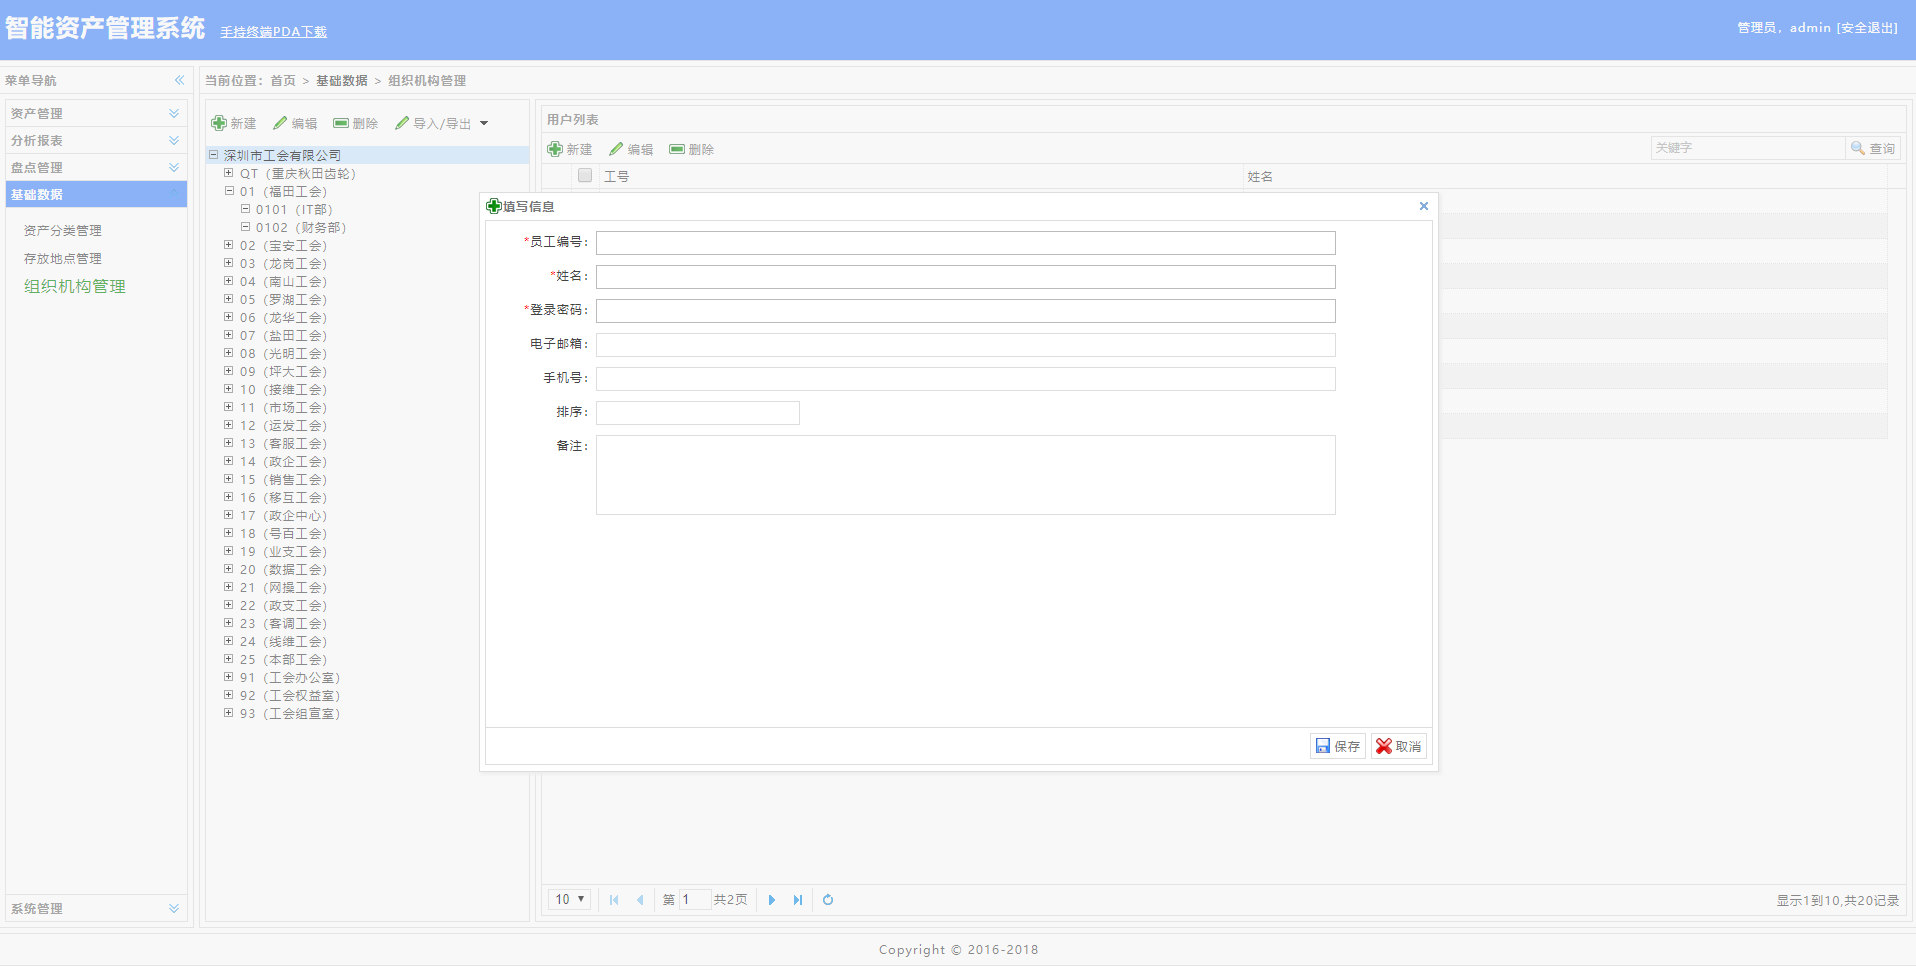 智能资产管理系统 手持终端PDA下载
管理员，admin [安全退出]
菜单导航
当前位置：首页 > 基础数据 > 组织机构管理
资产管理
分析报表
盘点管理
基础数据
资产分类管理
存放地点管理
组织机构管理
系统管理
新建 编辑 删除 导入/导出
深圳市工会有限公司
QT（重庆秋田齿轮）
01（福田工会）
0101（IT部）
0102（财务部）
02（宝安工会）
03（龙岗工会）
04（南山工会）
05（罗湖工会）
06（龙华工会）
07（盐田工会）
08（光明工会）
09（坪大工会）
10（接维工会）
11（市场工会）
12（运发工会）
13（客服工会）
14（政企工会）
15（销售工会）
16（移互工会）
17（政企中心）
18（号百工会）
19（业支工会）
20（数据工会）
21（网操工会）
22（政支工会）
23（客调工会）
24（线维工会）
25（本部工会）
91（工会办公室）
92（工会权益室）
93（工会组宣室）
用户列表
新建 编辑 删除
关键字 查询
工号 姓名
填写信息
*员工编号：
*姓名：
*登录密码：
电子邮箱：
手机号：
排序：
备注：
保存 取消
10 第 1 共2页
显示1到10,共20记录
Copyright © 2016-2018